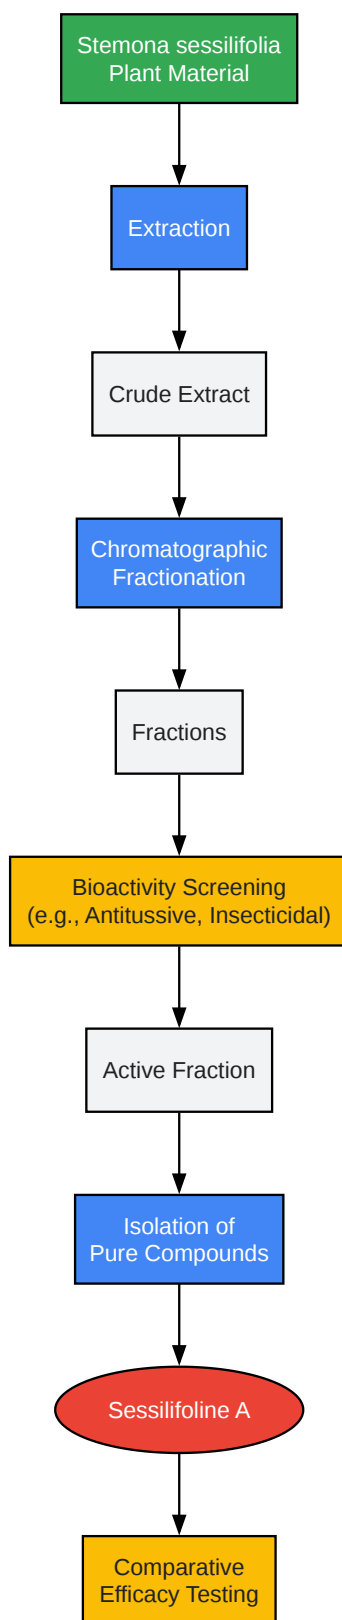 Stemona sessilifolia
Plant Material
Extraction
Crude Extract
Chromatographic
Fractionation
Fractions
Bioactivity Screening
(e.g., Antitussive, Insecticidal)
Active Fraction
Isolation of
Pure Compounds
Sessilifoline A
Comparative
Efficacy Testing